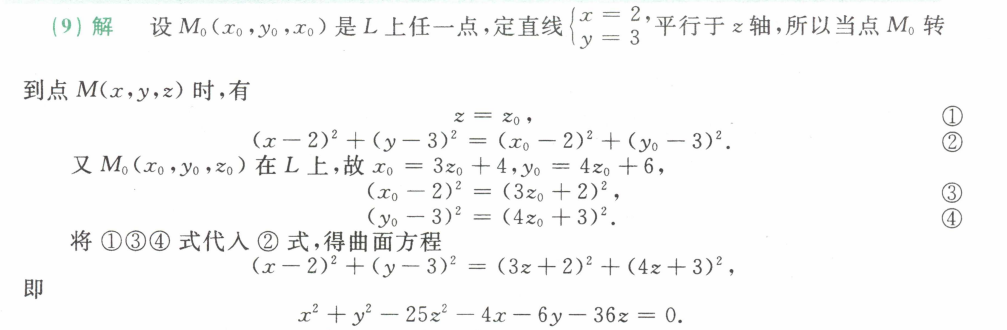 (9) 解 设 M₀(x₀,y₀,x₀) 是 L 上任一点,定直线 { x = 2, y = 3 平行于 z 轴,所以当点 M₀ 转
到点 M(x,y,z) 时,有
z = z₀, ①
(x-2)² + (y-3)² = (x₀-2)² + (y₀-3)². ②
又 M₀(x₀,y₀,z₀) 在 L 上,故 x₀ = 3z₀+4,y₀ = 4z₀+6,
(x₀-2)² = (3z₀+2)², ③
(y₀-3)² = (4z₀+3)². ④
将 ①③④ 式代入 ② 式,得曲面方程
(x-2)² + (y-3)² = (3z+2)² + (4z+3)²,
即
x² + y² - 25z² - 4x - 6y - 36z = 0.